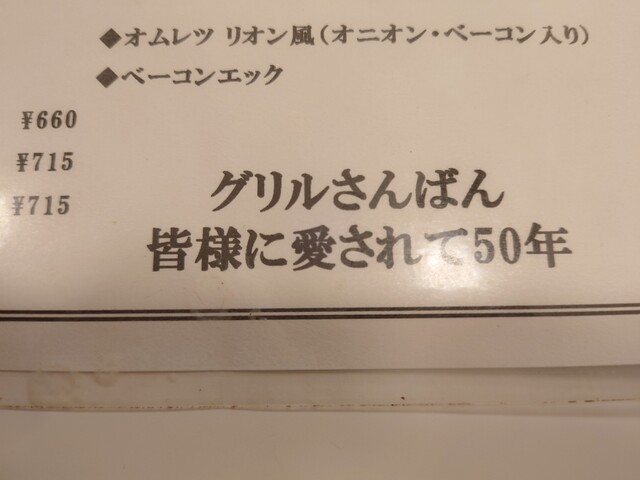 ◆オムレツ リオン風(オニオン・ベーコン入り)
◆ベーコンエック
¥660
¥715
¥715
グリルさんばん
皆様に愛されて50年